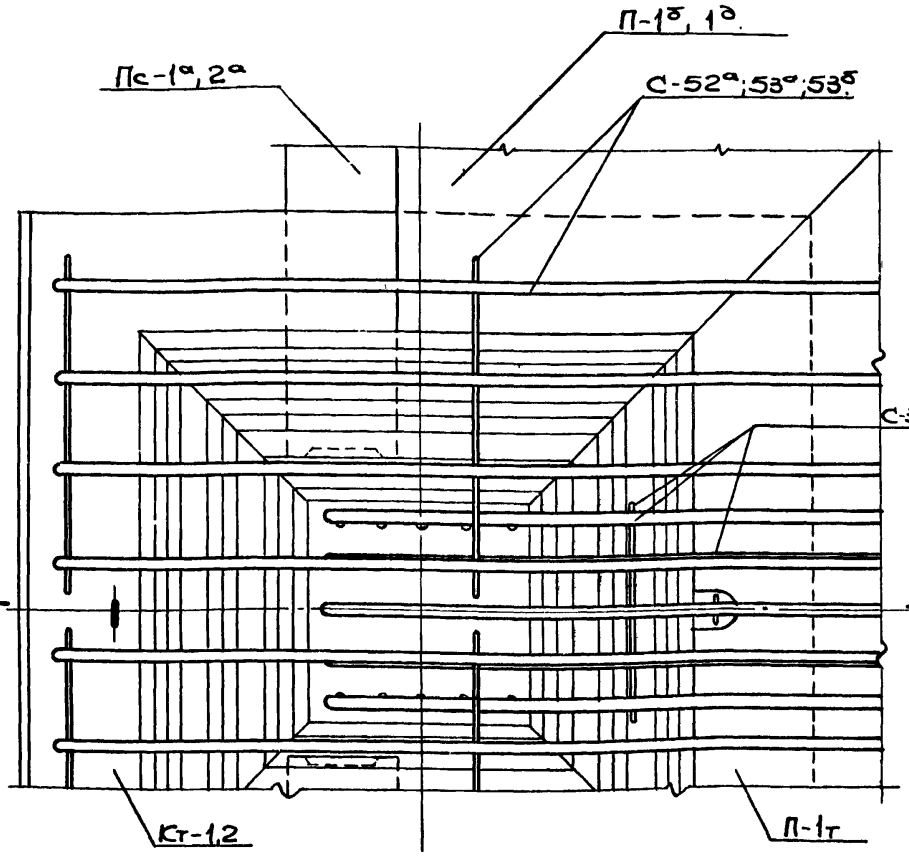 П-1б, 1д.
Пс-1а, 2а
С-52а; 53а; 53б.
С-
Кт-1,2
П-1т